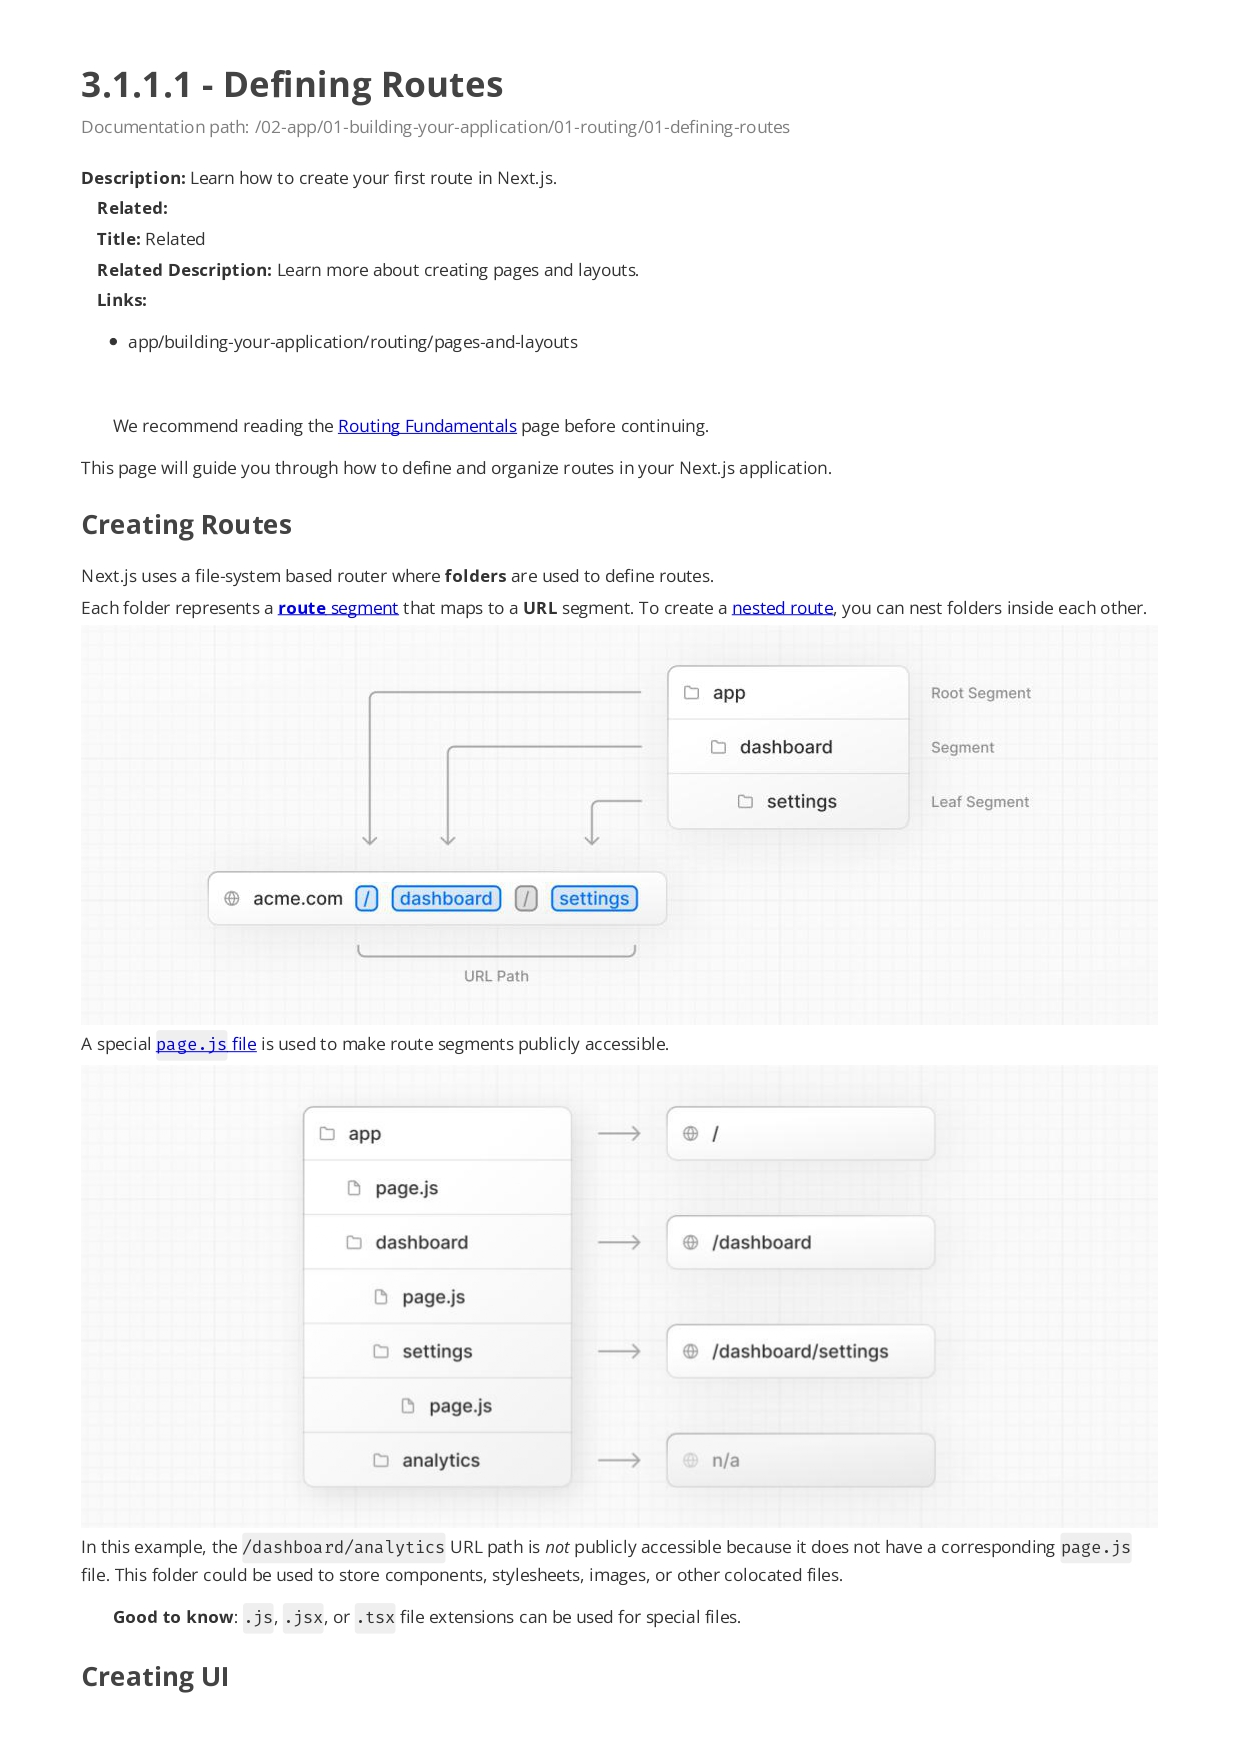 3.1.1.1 - Defining Routes
Documentation path: /02-app/01-building-your-application/01-routing/01-defining-routes
Description: Learn how to create your first route in Next.js.
Related:
Title: Related
Related Description: Learn more about creating pages and layouts.
Links:
• app/building-your-application/routing/pages-and-layouts
We recommend reading the Routing Fundamentals page before continuing.
This page will guide you through how to define and organize routes in your Next.js application.
Creating Routes
Next.js uses a file-system based router where folders are used to define routes.
Each folder represents a route segment that maps to a URL segment. To create a nested route, you can nest folders inside each other.
app Root Segment
dashboard Segment
settings Leaf Segment
acme.com / dashboard / settings
URL Path
A special page.js file is used to make route segments publicly accessible.
app /
page.js
dashboard /dashboard
page.js
settings /dashboard/settings
page.js
analytics n/a
In this example, the /dashboard/analytics URL path is not publicly accessible because it does not have a corresponding page.js
file. This folder could be used to store components, stylesheets, images, or other colocated files.
Good to know: .js, .jsx, or .tsx file extensions can be used for special files.
Creating UI